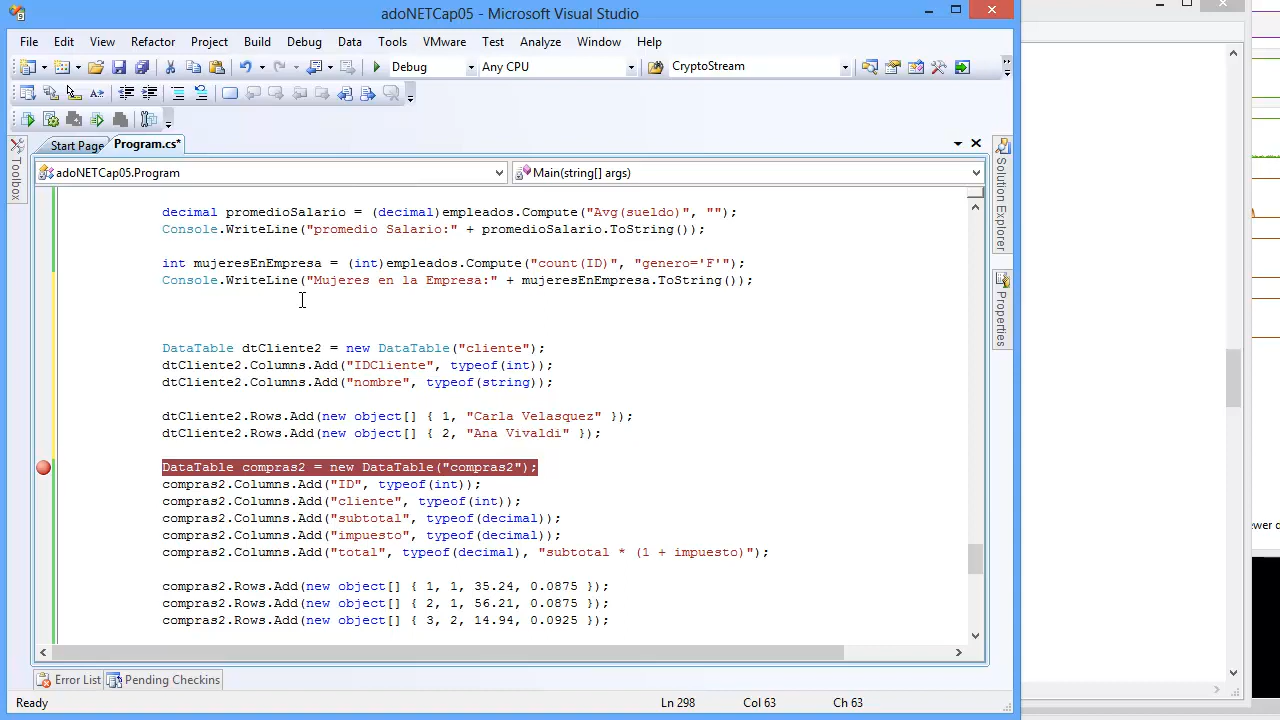 adoNETCap05 - Microsoft Visual Studio
File Edit View Refactor Project Build Debug Data Tools VMware Test Analyze Window Help
Debug Any CPU CryptoStream
Start Page Program.cs*
Toolbox
adoNETCap05.Program Main(string[] args)
Solution Explorer
Properties
decimal promedioSalario = (decimal)empleados.Compute("Avg(sueldo)", "");
Console.WriteLine("promedio Salario:" + promedioSalario.ToString());
int mujeresEnEmpresa = (int)empleados.Compute("count(ID)", "genero='F'");
Console.WriteLine("Mujeres en la Empresa:" + mujeresEnEmpresa.ToString());
DataTable dtCliente2 = new DataTable("cliente");
dtCliente2.Columns.Add("IDCliente", typeof(int));
dtCliente2.Columns.Add("nombre", typeof(string));
dtCliente2.Rows.Add(new object[] { 1, "Carla Velasquez" });
dtCliente2.Rows.Add(new object[] { 2, "Ana Vivaldi" });
DataTable compras2 = new DataTable("compras2");
compras2.Columns.Add("ID", typeof(int));
compras2.Columns.Add("cliente", typeof(int));
compras2.Columns.Add("subtotal", typeof(decimal));
compras2.Columns.Add("impuesto", typeof(decimal));
compras2.Columns.Add("total", typeof(decimal), "subtotal * (1 + impuesto)");
compras2.Rows.Add(new object[] { 1, 1, 35.24, 0.0875 });
compras2.Rows.Add(new object[] { 2, 1, 56.21, 0.0875 });
compras2.Rows.Add(new object[] { 3, 2, 14.94, 0.0925 });
Error List Pending Checkins
Ready Ln 298 Col 63 Ch 63